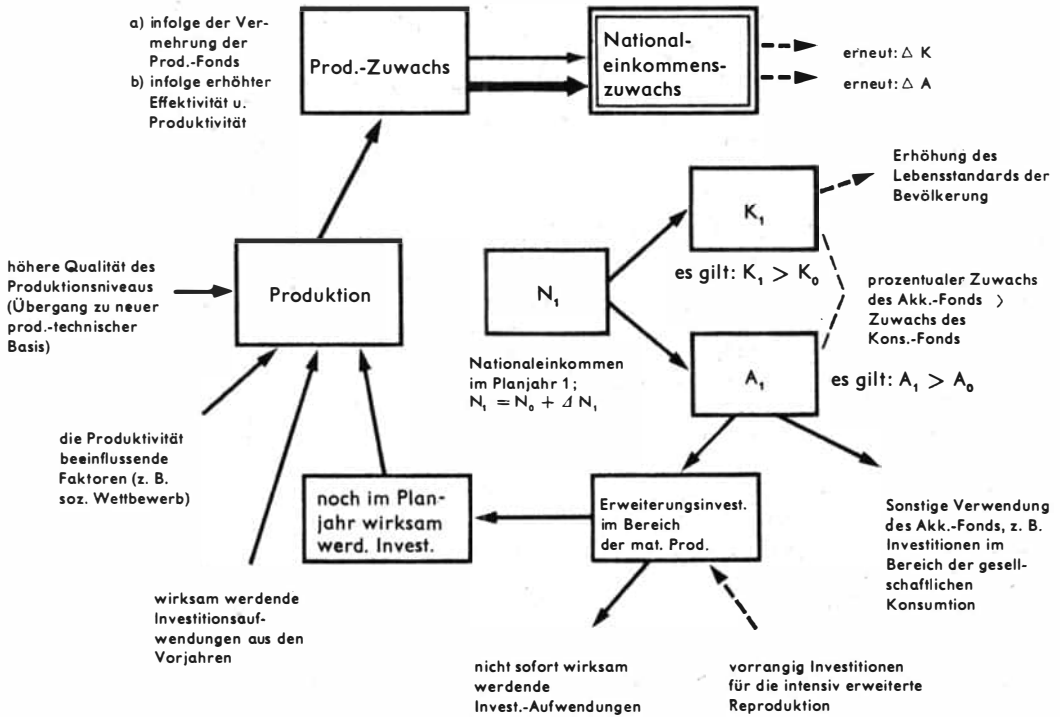 a) infolge der Ver-
mehrung der
Prod.-Fonds
b) infolge erhöhter
Effektivität u.
Produktivität
Prod.-Zuwachs
National-
einkommens-
zuwachs
erneut: Δ K
erneut: Δ A
Erhöhung des
Lebensstandards der
Bevölkerung
K₁
es gilt: K₁ > K₀
höhere Qualität des
Produktionsniveaus
(Übergang zu neuer
prod.-technischer
Basis)
Produktion
N₁
prozentualer Zuwachs
des Akk.-Fonds >
Zuwachs des
Kons.-Fonds
Nationaleinkommen
im Planjahr 1;
N₁ = N₀ + Δ N₁
A₁
es gilt: A₁ > A₀
die Produktivität
beeinflussende
Faktoren (z. B.
soz. Wettbewerb)
noch im Plan-
jahr wirksam
werd. Invest.
Erweiterungsinvest.
im Bereich
der mat. Prod.
Sonstige Verwendung
des Akk.-Fonds, z. B.
Investitionen im
Bereich der gesell-
schaftlichen
Konsumtion
wirksam werdende
Investitionsauf-
wendungen aus den
Vorjahren
nicht sofort wirksam
werdende
Invest.-Aufwendungen
vorrangig Investitionen
für die intensiv erweiterte
Reproduktion